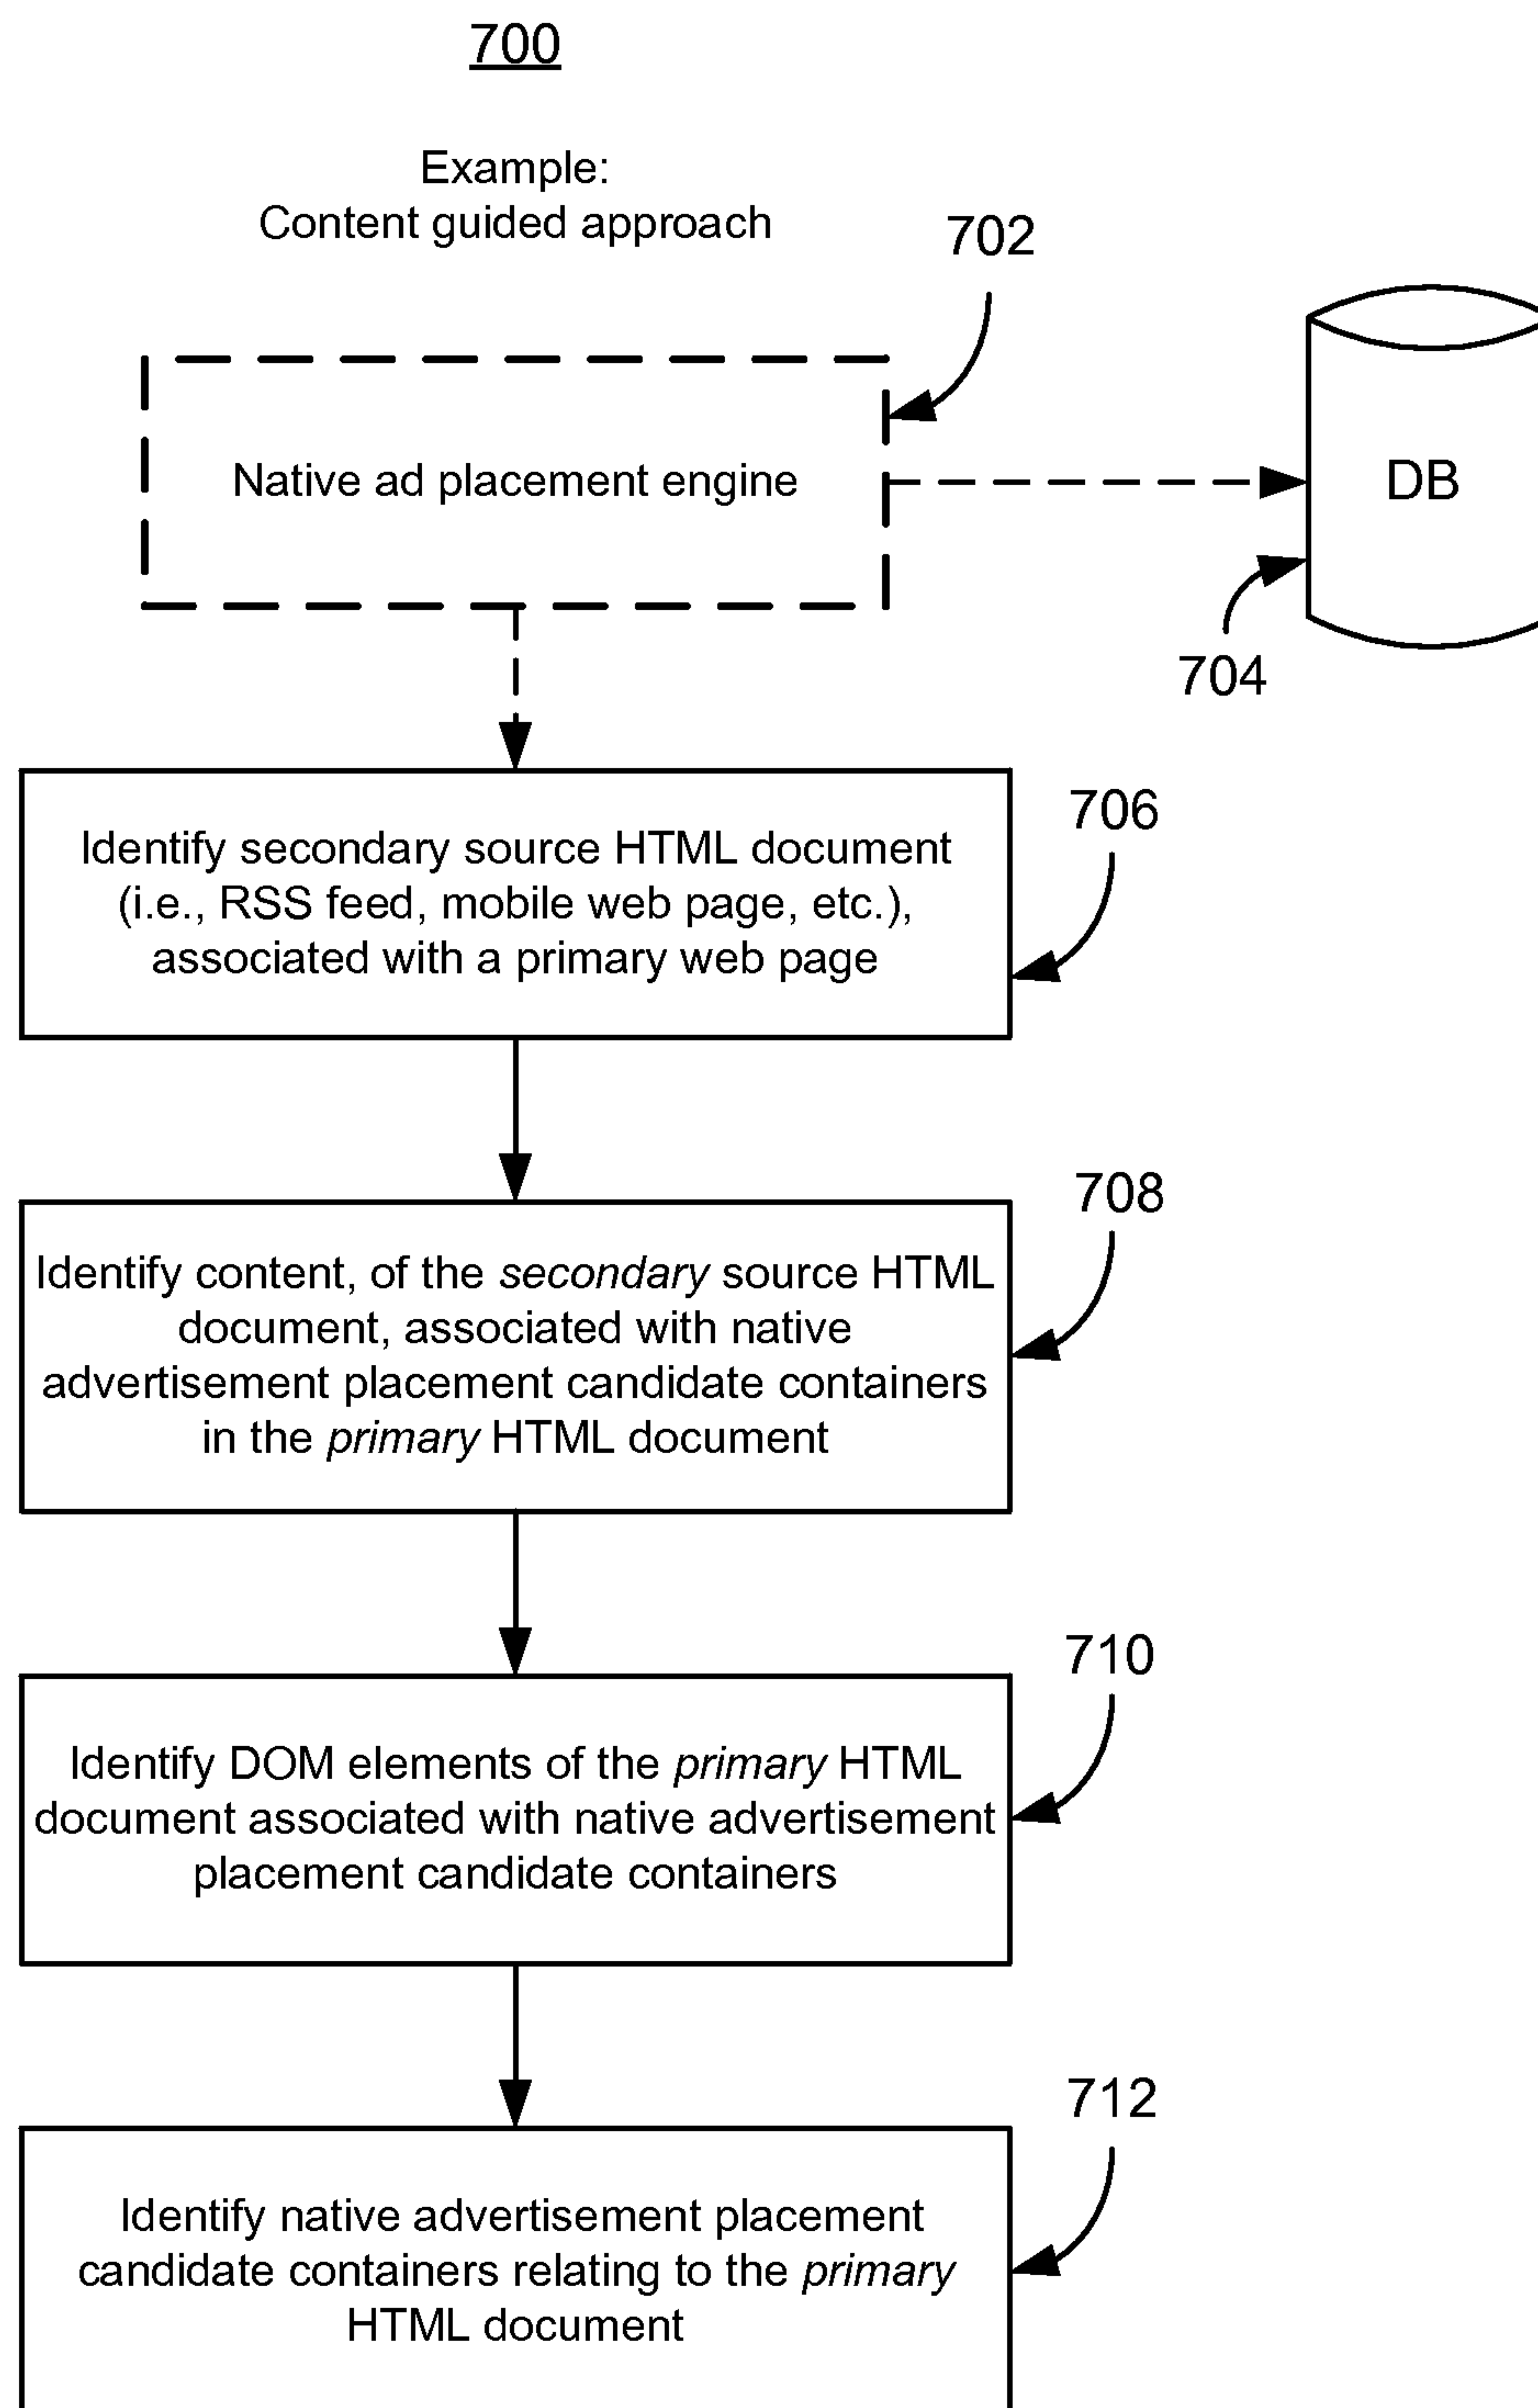 700
Example:
Content guided approach
702
Native ad placement engine
DB
704
Identify secondary source HTML document
(i.e., RSS feed, mobile web page, etc.),
associated with a primary web page
706
Identify content, of the secondary source HTML
document, associated with native
advertisement placement candidate containers
in the primary HTML document
708
Identify DOM elements of the primary HTML
document associated with native advertisement
placement candidate containers
710
Identify native advertisement placement
candidate containers relating to the primary
HTML document
712